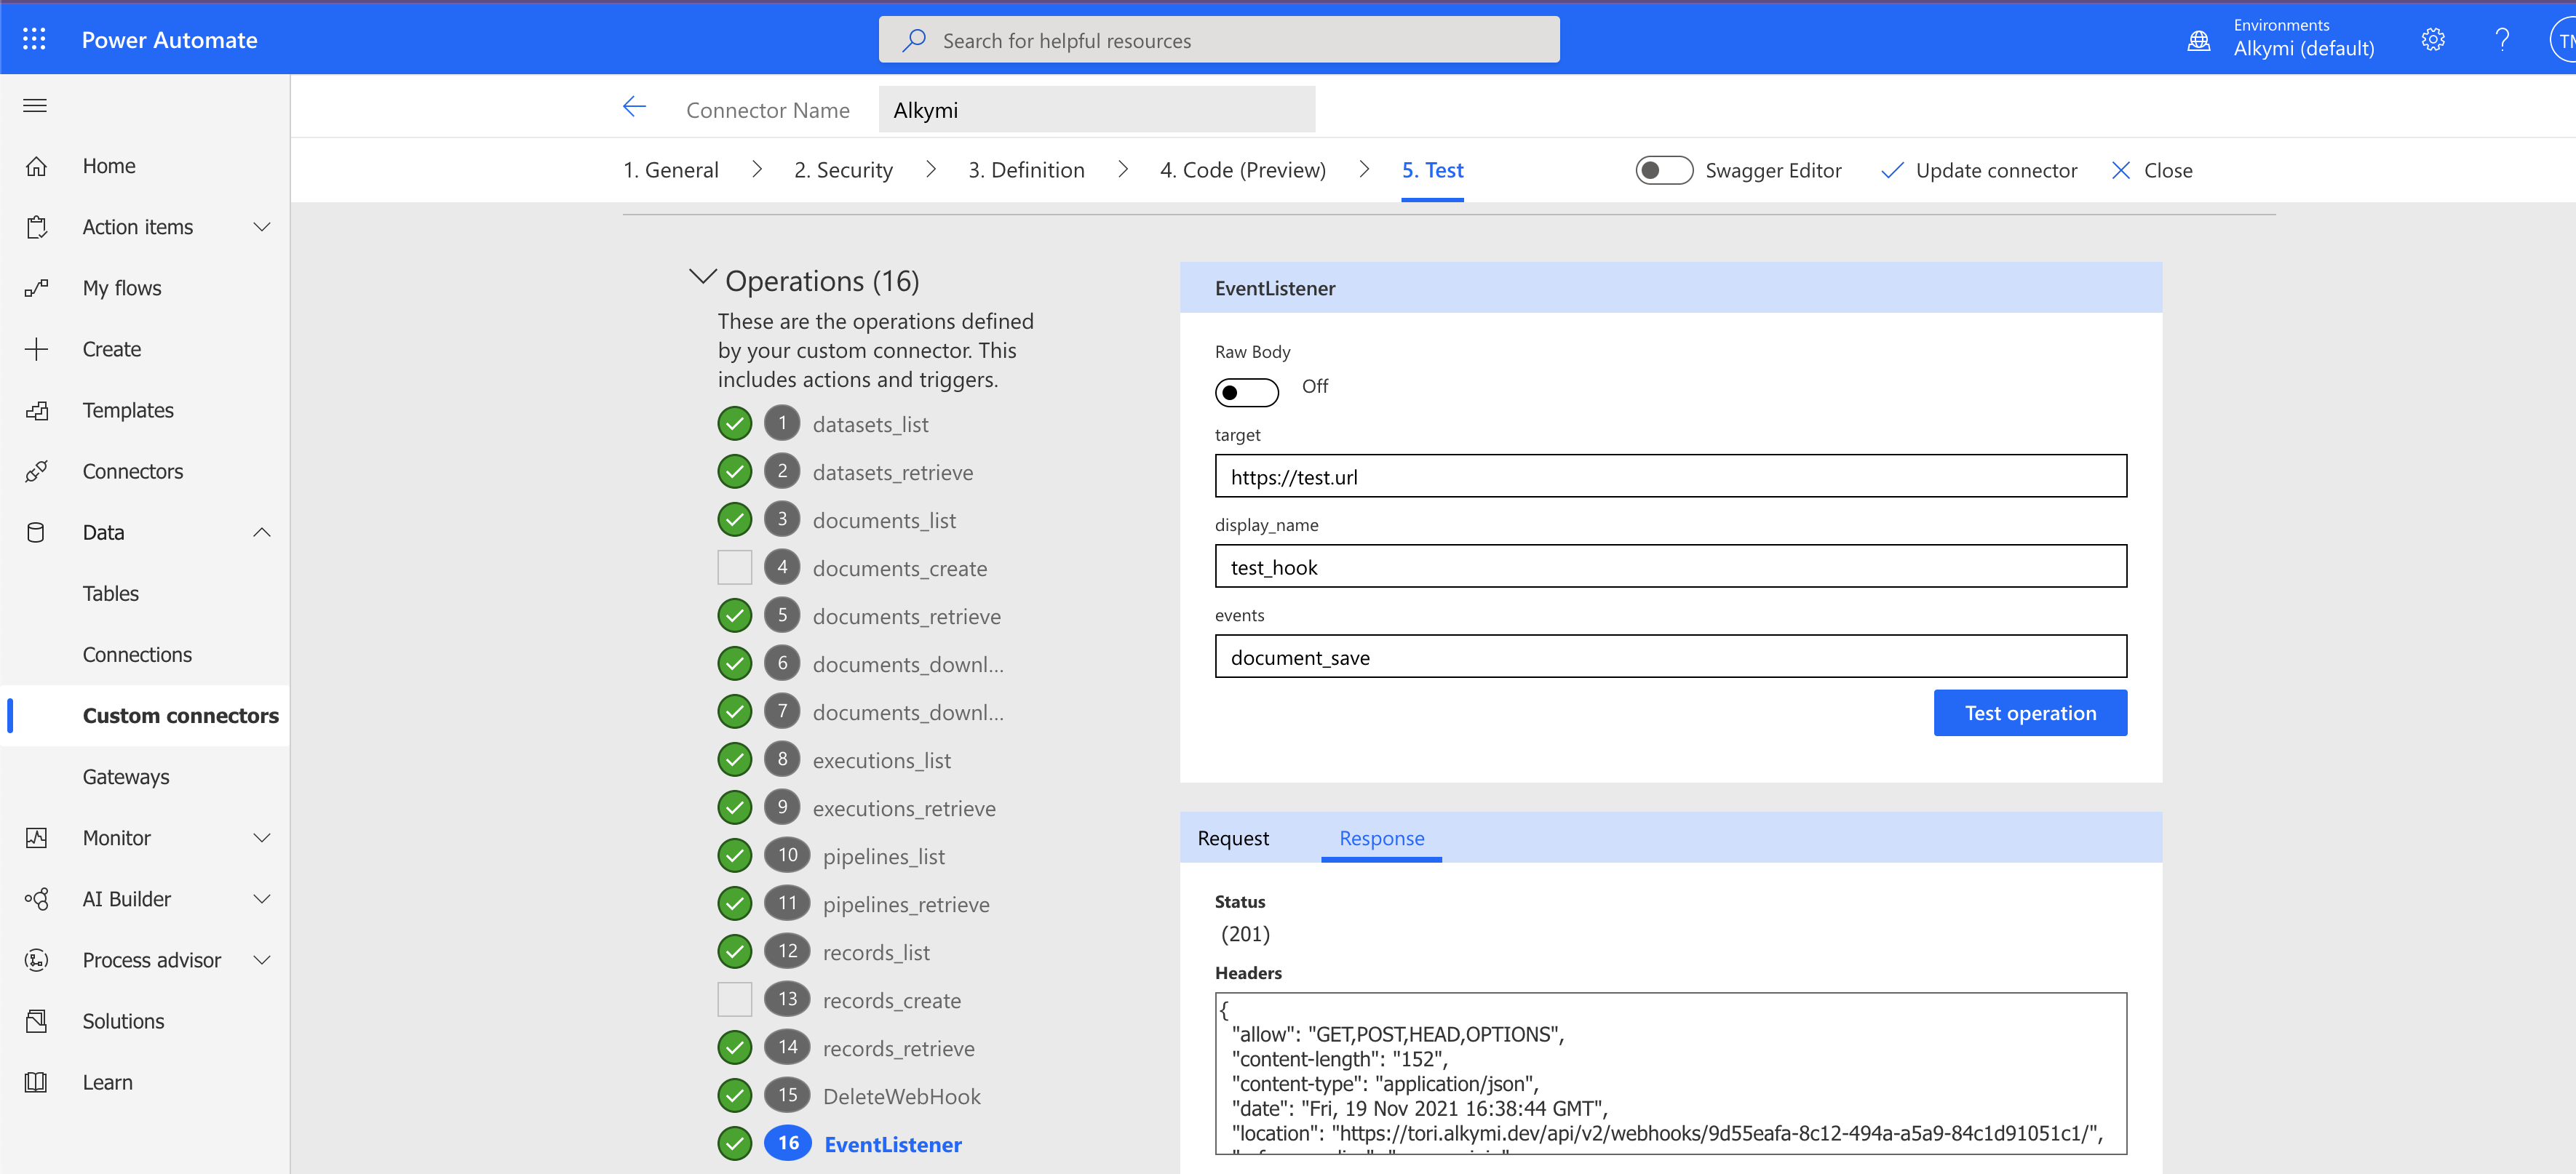 Power Automate
Search for helpful resources
Environments
Alkymi (default)
Connector Name
Alkymi
1. General
2. Security
3. Definition
4. Code (Preview)
5. Test
Swagger Editor
Update connector
Close
Home
Action items
My flows
Create
Templates
Connectors
Data
Tables
Connections
Custom connectors
Gateways
Monitor
AI Builder
Process advisor
Solutions
Learn
Operations (16)
These are the operations defined
by your custom connector. This
includes actions and triggers.
1 datasets_list
2 datasets_retrieve
3 documents_list
4 documents_create
5 documents_retrieve
6 documents_downl...
7 documents_downl...
8 executions_list
9 executions_retrieve
10 pipelines_list
11 pipelines_retrieve
12 records_list
13 records_create
14 records_retrieve
15 DeleteWebHook
16 EventListener
EventListener
Raw Body
Off
target
https://test.url
display_name
test_hook
events
document_save
Test operation
Request
Response
Status
(201)
Headers
{
"allow": "GET,POST,HEAD,OPTIONS",
"content-length": "152",
"content-type": "application/json",
"date": "Fri, 19 Nov 2021 16:38:44 GMT",
"location": "https://tori.alkymi.dev/api/v2/webhooks/9d55eafa-8c12-494a-a5a9-84c1d91051c1/",